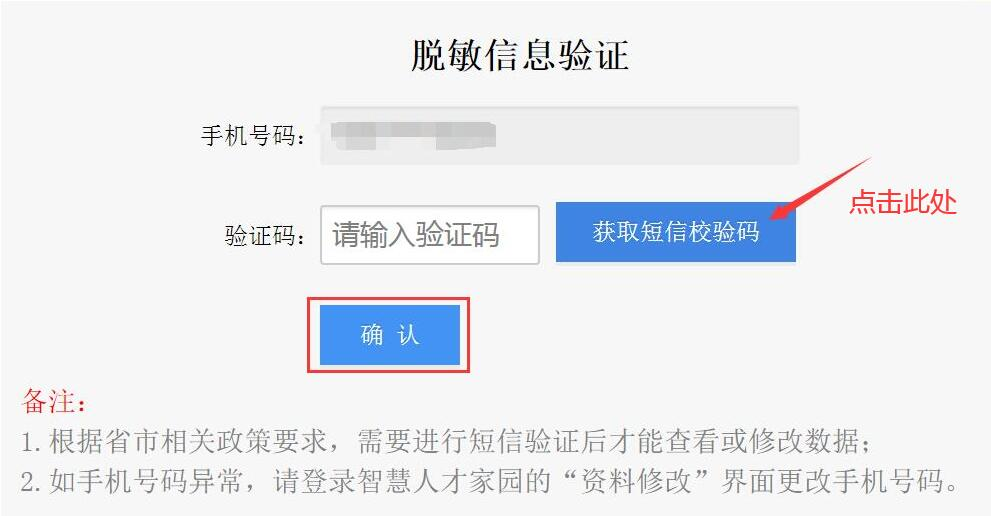 脱敏信息验证
手机号码：
点击此处
验证码： 请输入验证码 获取短信校验码
确 认
备注：
1.根据省市相关政策要求，需要进行短信验证后才能查看或修改数据；
2.如手机号码异常，请登录智慧人才家园的“资料修改”界面更改手机号码。